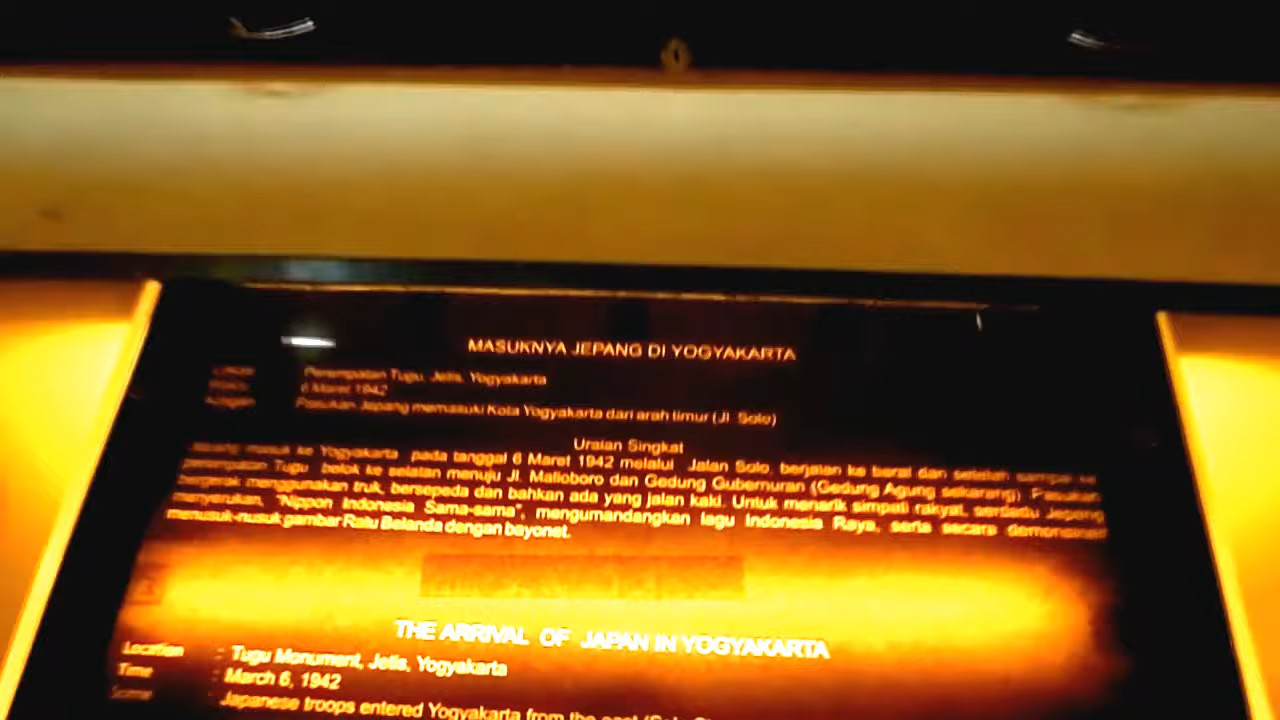 MASUKNYA JEPANG DI YOGYAKARTA
Perempatan Tugu, Jetis, Yogyakarta
6 Maret 1942
Adegan Pasukan Jepang memasuki Kota Yogyakarta dari arah timur (Jl. Solo)
Uraian Singkat
masuk ke Yogyakarta pada tanggal 6 Maret 1942 melalui Jalan Solo, berjalan ke barat dan setelah sampai di
perempatan Tugu belok ke selatan menuju Jl. Malioboro dan Gedung Gubernuran (Gedung Agung sekarang). Pasukan
menggunakan truk, bersepeda dan bahkan ada yang jalan kaki. Untuk menarik simpati rakyat, serdadu Jepang
menyerukan, "Nippon Indonesia Sama-sama", mengumandangkan lagu Indonesia Raya, serta secara demonstratif
menusuk-nusuk gambar Ratu Belanda dengan bayonet.
THE ARRIVAL OF JAPAN IN YOGYAKARTA
Location : Tugu Monument, Jetis, Yogyakarta
Time : March 6, 1942
Scene : Japanese troops entered Yogyakarta from the east